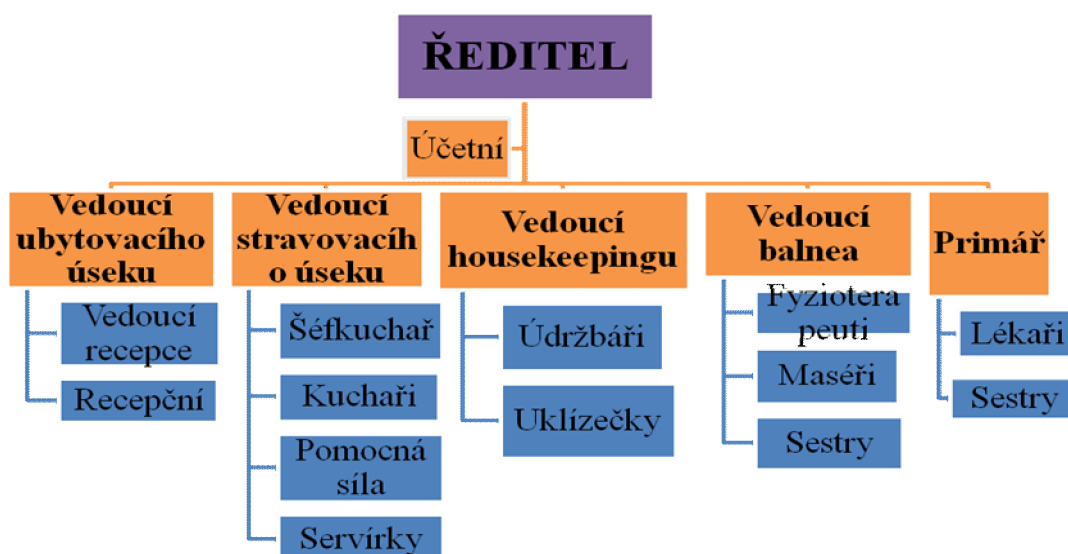 ŘEDITEL
Účetní
Vedoucí
ubytovacího
úseku
Vedoucí
recepce
Recepční
Vedoucí
stravovacíh
o úseku
Šéfkuchař
Kuchaři
Pomocná
síla
Servírky
Vedoucí
housekeepingu
Údržbáři
Uklízečky
Vedoucí
balnea
Fyziotera
peuti
Maséři
Sestry
Primář
Lékaři
Sestry